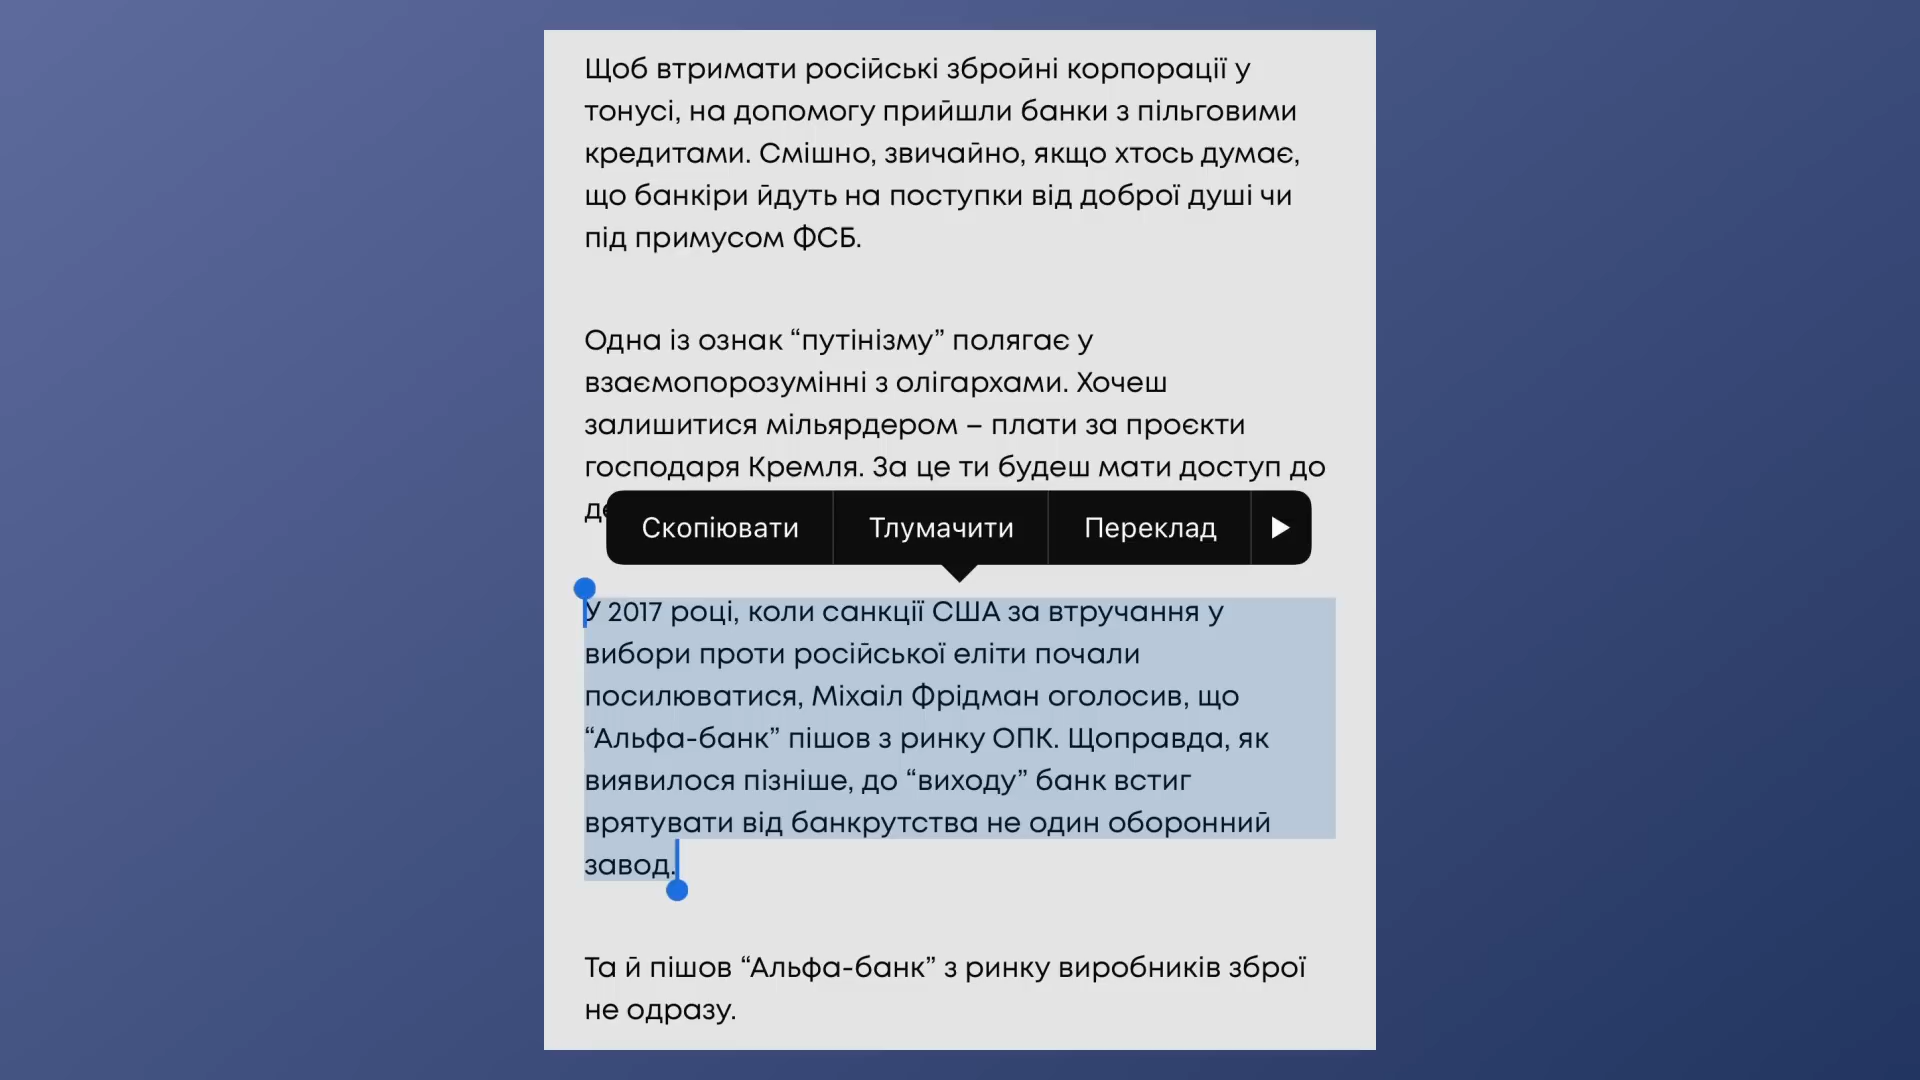 Щоб втримати російські збройні корпорації у
тонусі, на допомогу прийшли банки з пільговими
кредитами. Смішно, звичайно, якщо хтось думає,
що банкіри йдуть на поступки від доброї душі чи
під примусом ФСБ.
Одна із ознак “путінізму” полягає у
взаємопорозумінні з олігархами. Хочеш
залишитися мільярдером – плати за проєкти
господаря Кремля. За це ти будеш мати доступ до
Скопіювати Тлумачити Переклад
У 2017 році, коли санкції США за втручання у
вибори проти російської еліти почали
посилюватися, Міхаіл Фрідман оголосив, що
“Альфа-банк” пішов з ринку ОПК. Щоправда, як
виявилося пізніше, до “виходу” банк встиг
врятувати від банкрутства не один оборонний
завод.
Та й пішов “Альфа-банк” з ринку виробників зброї
не одразу.